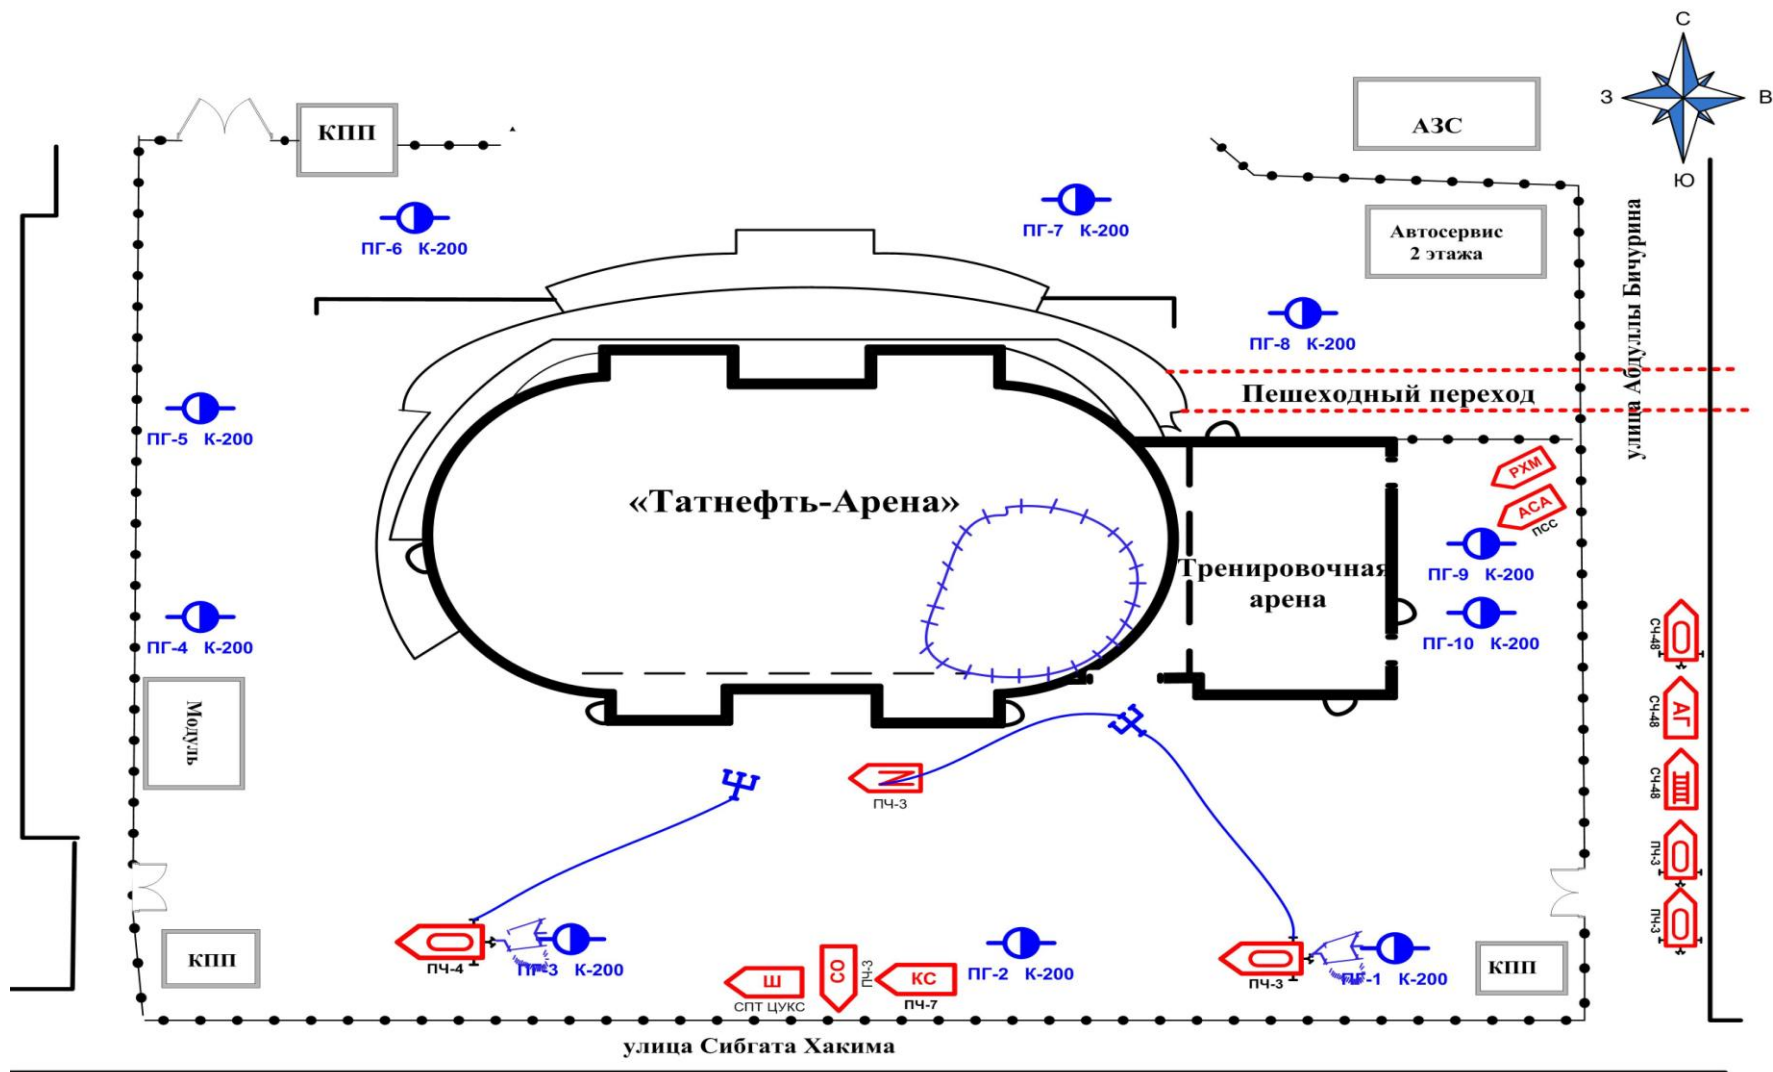 С
КПП
АЗС
З
В
Ю
ПГ-6 К-200
ПГ-7 К-200
Автосервис
2 этажа
улица Абдуллы Бичурина
ПГ-8 К-200
Пешеходный переход
ПГ-5 К-200
РХМ
АСА
ПСС
«Татнефть-Арена»
Тренировочная
арена
ПГ-9 К-200
ПГ-4 К-200
ПГ-10 К-200
СЧ-48
Модуль
АГ
СЧ-48
СЧ-48
ПЧ-3
ПЧ-3
ПЧ-3
КПП
ПЧ-4
ПГ-3 К-200
Ш
СПТ ЦУКС
СО
ПЧ-3
КС
ПЧ-7
ПГ-2 К-200
ПЧ-3
ПГ-1 К-200
КПП
улица Сибгата Хакима